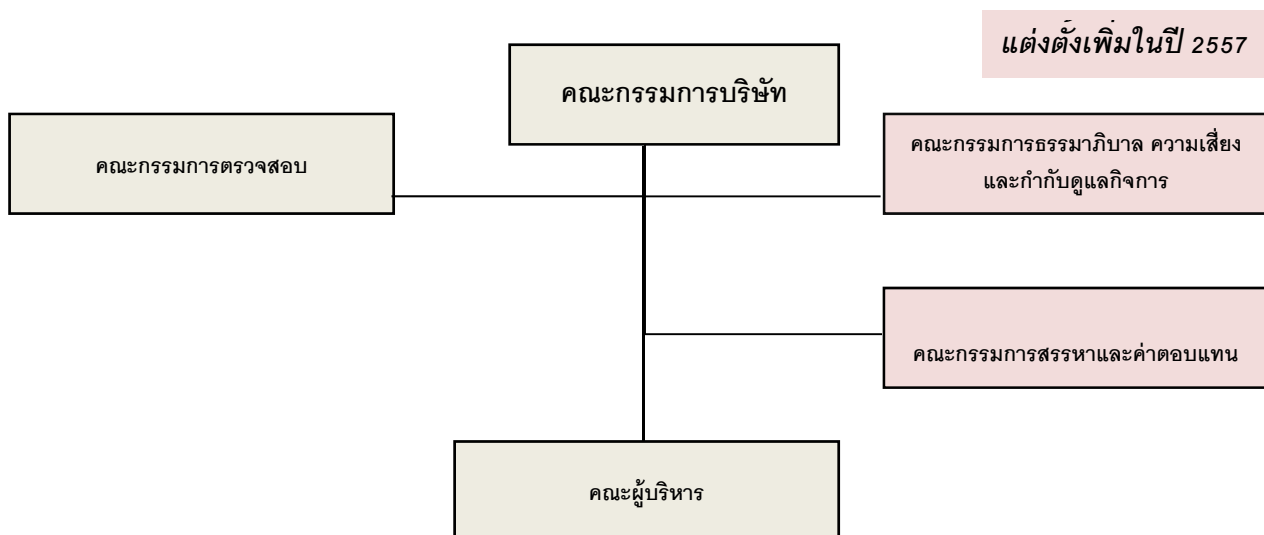 แต่งตั้งเพิ่มในปี 2557
คณะกรรมการบริษัท
คณะกรรมการตรวจสอบ
คณะกรรมการธรรมาภิบาล ความเสี่ยง
และกำกับดูแลกิจการ
คณะกรรมการสรรหาและค่าตอบแทน
คณะผู้บริหาร